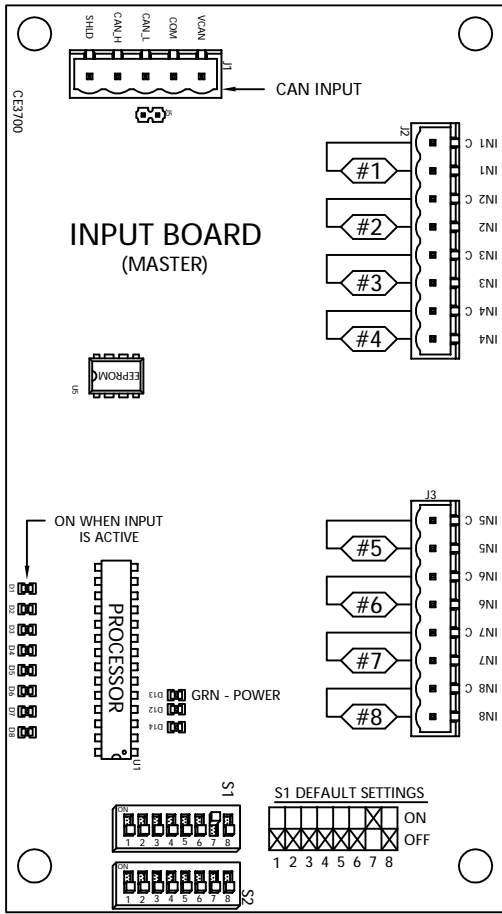 SHLD CAN_H CAN_L COM VCAN
J1
CAN INPUT
J5
CE3700
J2
C IN1
IN1
#1
C IN2
IN2
#2
C IN3
IN3
#3
C IN4
IN4
#4
INPUT BOARD
(MASTER)
EEPROM
U5
J3
C IN5
IN5
#5
C IN6
IN6
#6
C IN7
IN7
#7
C IN8
IN8
#8
ON WHEN INPUT
IS ACTIVE
D1
D2
D3
D4
D5
D6
D7
D8
PROCESSOR
U1
D13 GRN - POWER
D12
D14
S1
ON
1 2 3 4 5 6 7 8
S1 DEFAULT SETTINGS
ON
OFF
1 2 3 4 5 6 7 8
ON
1 2 3 4 5 6 7 8
S2